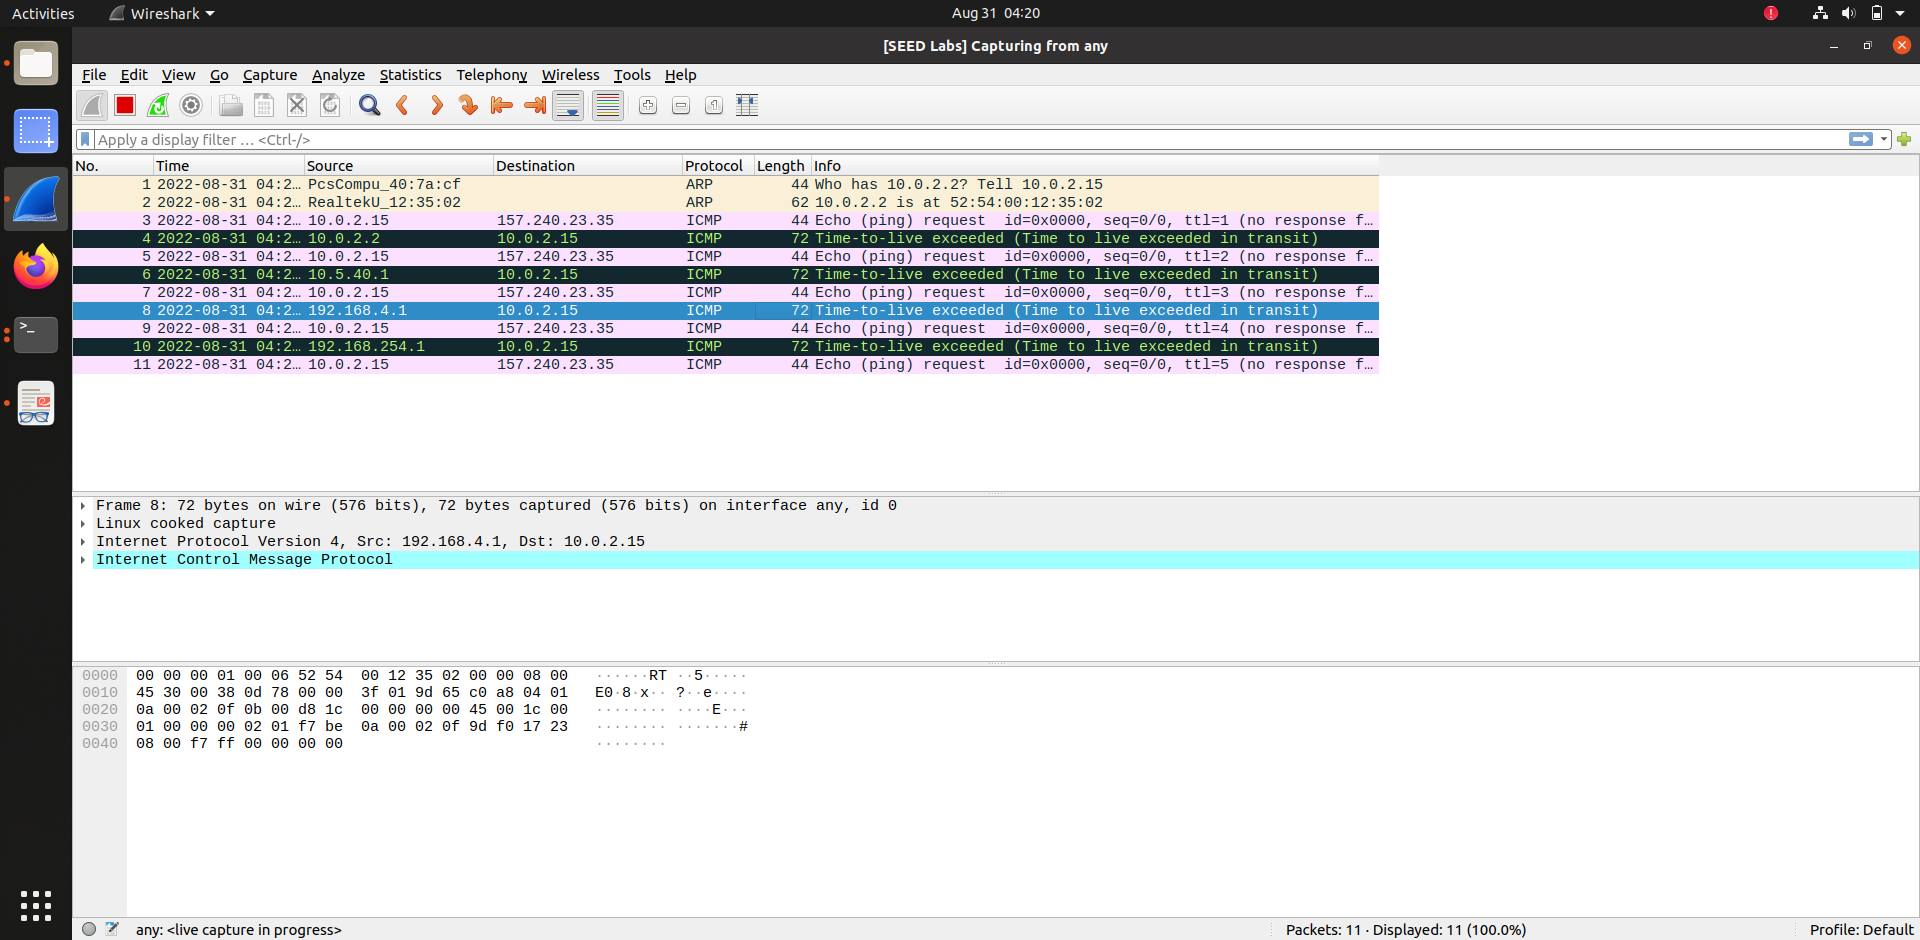 Activities Wireshark Aug 31 04:20
[SEED Labs] Capturing from any
File Edit View Go Capture Analyze Statistics Telephony Wireless Tools Help
Apply a display filter … <Ctrl-/>
No. Time Source Destination Protocol Length Info
1 2022-08-31 04:2… PcsCompu_40:7a:cf ARP 44 Who has 10.0.2.2? Tell 10.0.2.15
2 2022-08-31 04:2… RealtekU_12:35:02 ARP 62 10.0.2.2 is at 52:54:00:12:35:02
3 2022-08-31 04:2… 10.0.2.15 157.240.23.35 ICMP 44 Echo (ping) request id=0x0000, seq=0/0, ttl=1 (no response f…
4 2022-08-31 04:2… 10.0.2.2 10.0.2.15 ICMP 72 Time-to-live exceeded (Time to live exceeded in transit)
5 2022-08-31 04:2… 10.0.2.15 157.240.23.35 ICMP 44 Echo (ping) request id=0x0000, seq=0/0, ttl=2 (no response f…
6 2022-08-31 04:2… 10.5.40.1 10.0.2.15 ICMP 72 Time-to-live exceeded (Time to live exceeded in transit)
7 2022-08-31 04:2… 10.0.2.15 157.240.23.35 ICMP 44 Echo (ping) request id=0x0000, seq=0/0, ttl=3 (no response f…
8 2022-08-31 04:2… 192.168.4.1 10.0.2.15 ICMP 72 Time-to-live exceeded (Time to live exceeded in transit)
9 2022-08-31 04:2… 10.0.2.15 157.240.23.35 ICMP 44 Echo (ping) request id=0x0000, seq=0/0, ttl=4 (no response f…
10 2022-08-31 04:2… 192.168.254.1 10.0.2.15 ICMP 72 Time-to-live exceeded (Time to live exceeded in transit)
11 2022-08-31 04:2… 10.0.2.15 157.240.23.35 ICMP 44 Echo (ping) request id=0x0000, seq=0/0, ttl=5 (no response f…
Frame 8: 72 bytes on wire (576 bits), 72 bytes captured (576 bits) on interface any, id 0
Linux cooked capture
Internet Protocol Version 4, Src: 192.168.4.1, Dst: 10.0.2.15
Internet Control Message Protocol
0000 00 00 00 01 00 06 52 54 00 12 35 02 00 00 08 00 ······RT ··5·····
0010 45 30 00 38 0d 78 00 00 3f 01 9d 65 c0 a8 04 01 E0·8·x·· ?··e····
0020 0a 00 02 0f 0b 00 d8 1c 00 00 00 00 45 00 1c 00 ········ ····E···
0030 01 00 00 00 02 01 f7 be 0a 00 02 0f 9d f0 17 23 ········ ·······#
0040 08 00 f7 ff 00 00 00 00 ········
any: <live capture in progress> Packets: 11 · Displayed: 11 (100.0%) Profile: Default